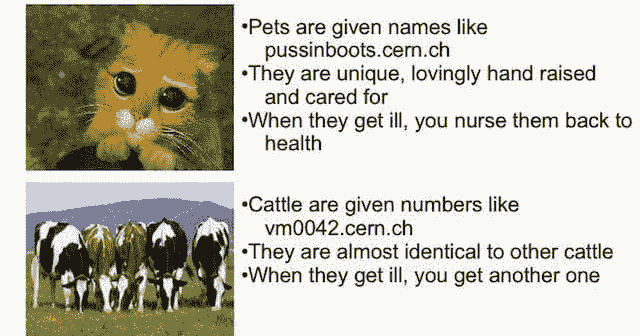 •Pets are given names like
pussinboots.cern.ch
•They are unique, lovingly hand raised
and cared for
•When they get ill, you nurse them back to
health
•Cattle are given numbers like
vm0042.cern.ch
•They are almost identical to other cattle
•When they get ill, you get another one